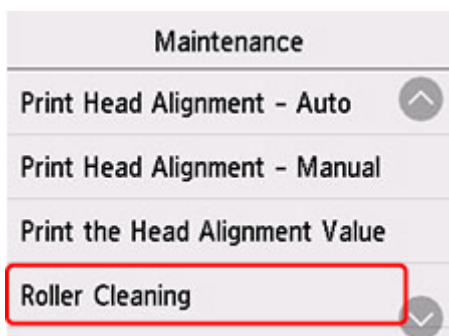 Maintenance
Print Head Alignment - Auto
Print Head Alignment - Manual
Print the Head Alignment Value
Roller Cleaning